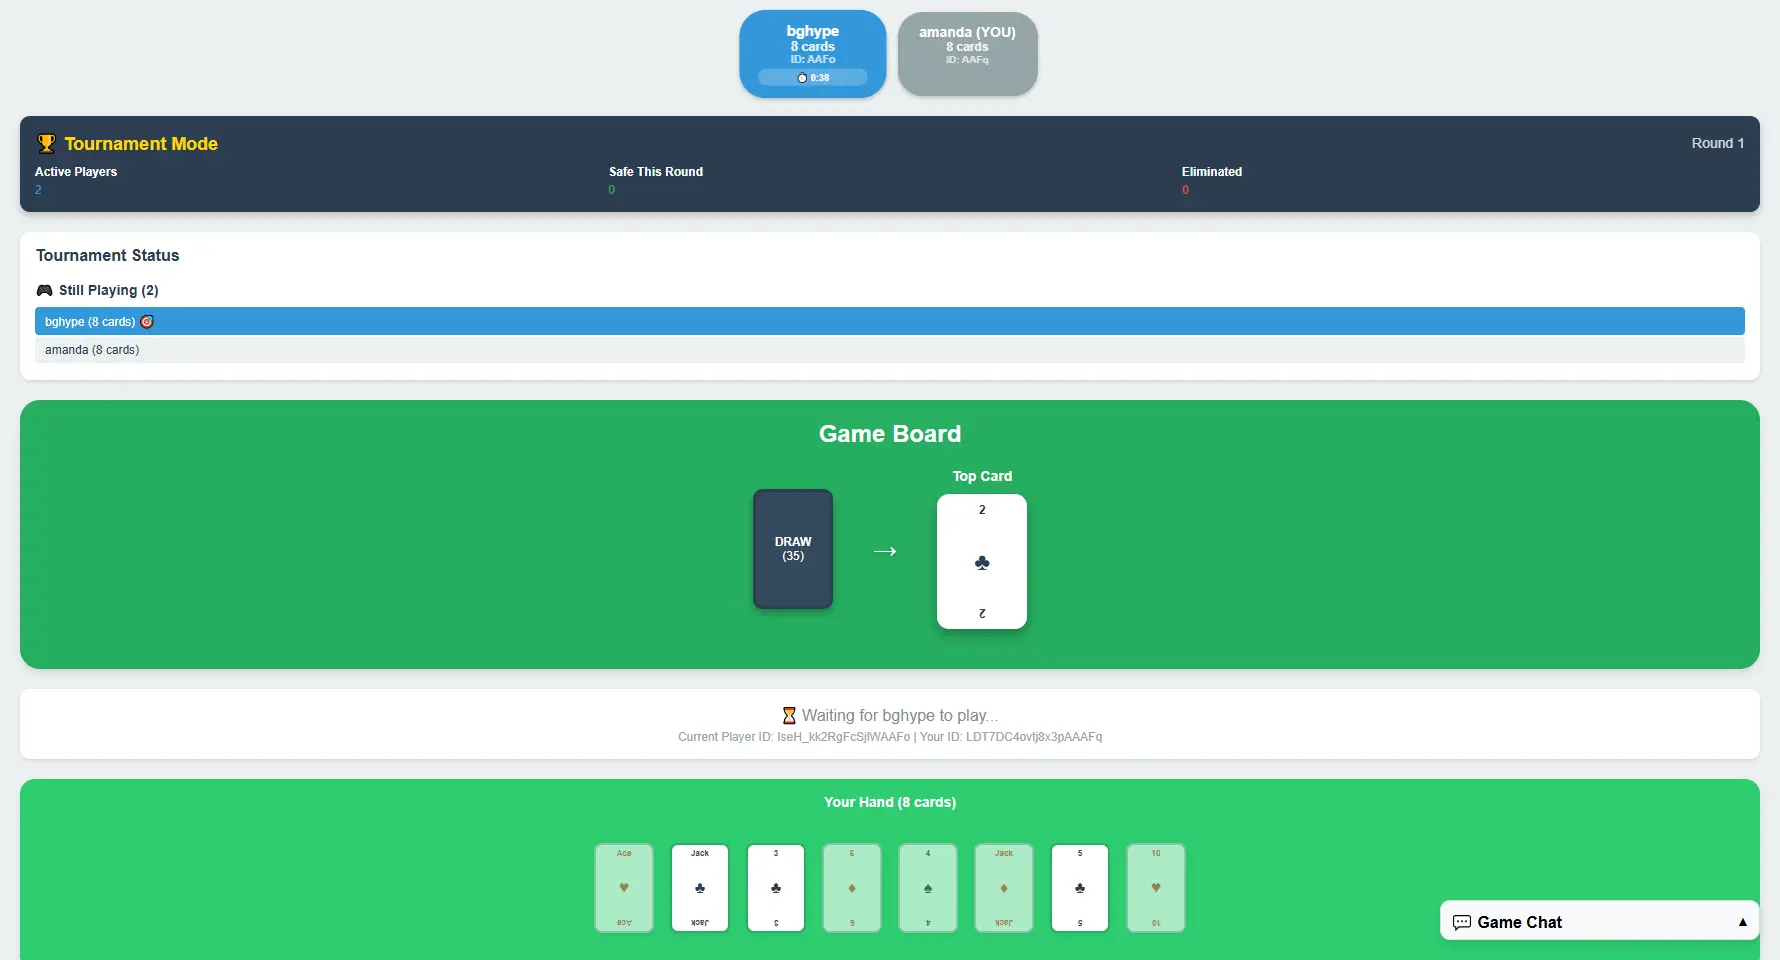 bghype
8 cards
ID: AAFo
⏱ 0:38
amanda (YOU)
8 cards
ID: AAFq
🏆 Tournament Mode
Round 1
Active Players
2
Safe This Round
0
Eliminated
0
Tournament Status
🎮 Still Playing (2)
bghype (8 cards) 🎯
amanda (8 cards)
Game Board
Top Card
DRAW
(35)
→
2
♣
2
⏳ Waiting for bghype to play...
Current Player ID: IseH_kk2RgFcSjlWAAFo | Your ID: LDT7DC4ovtj8x3pAAAFq
Your Hand (8 cards)
Ace
♥
Ace
Jack
♣
Jack
3
♣
3
6
♦
6
4
♠
4
Jack
♦
Jack
5
♣
5
10
♥
10
💬 Game Chat ▲